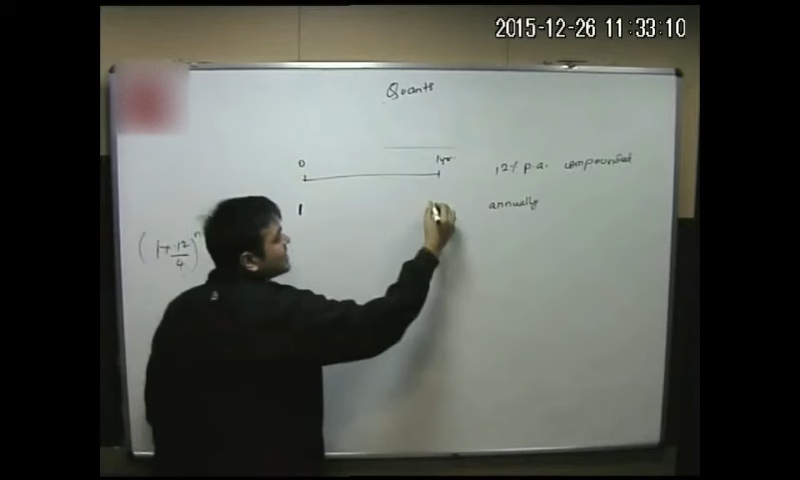 2015-12-26 11:33:10
Quants
0 1yr.
12% p.a. compounded
1 annually
(1+.12/4)^n